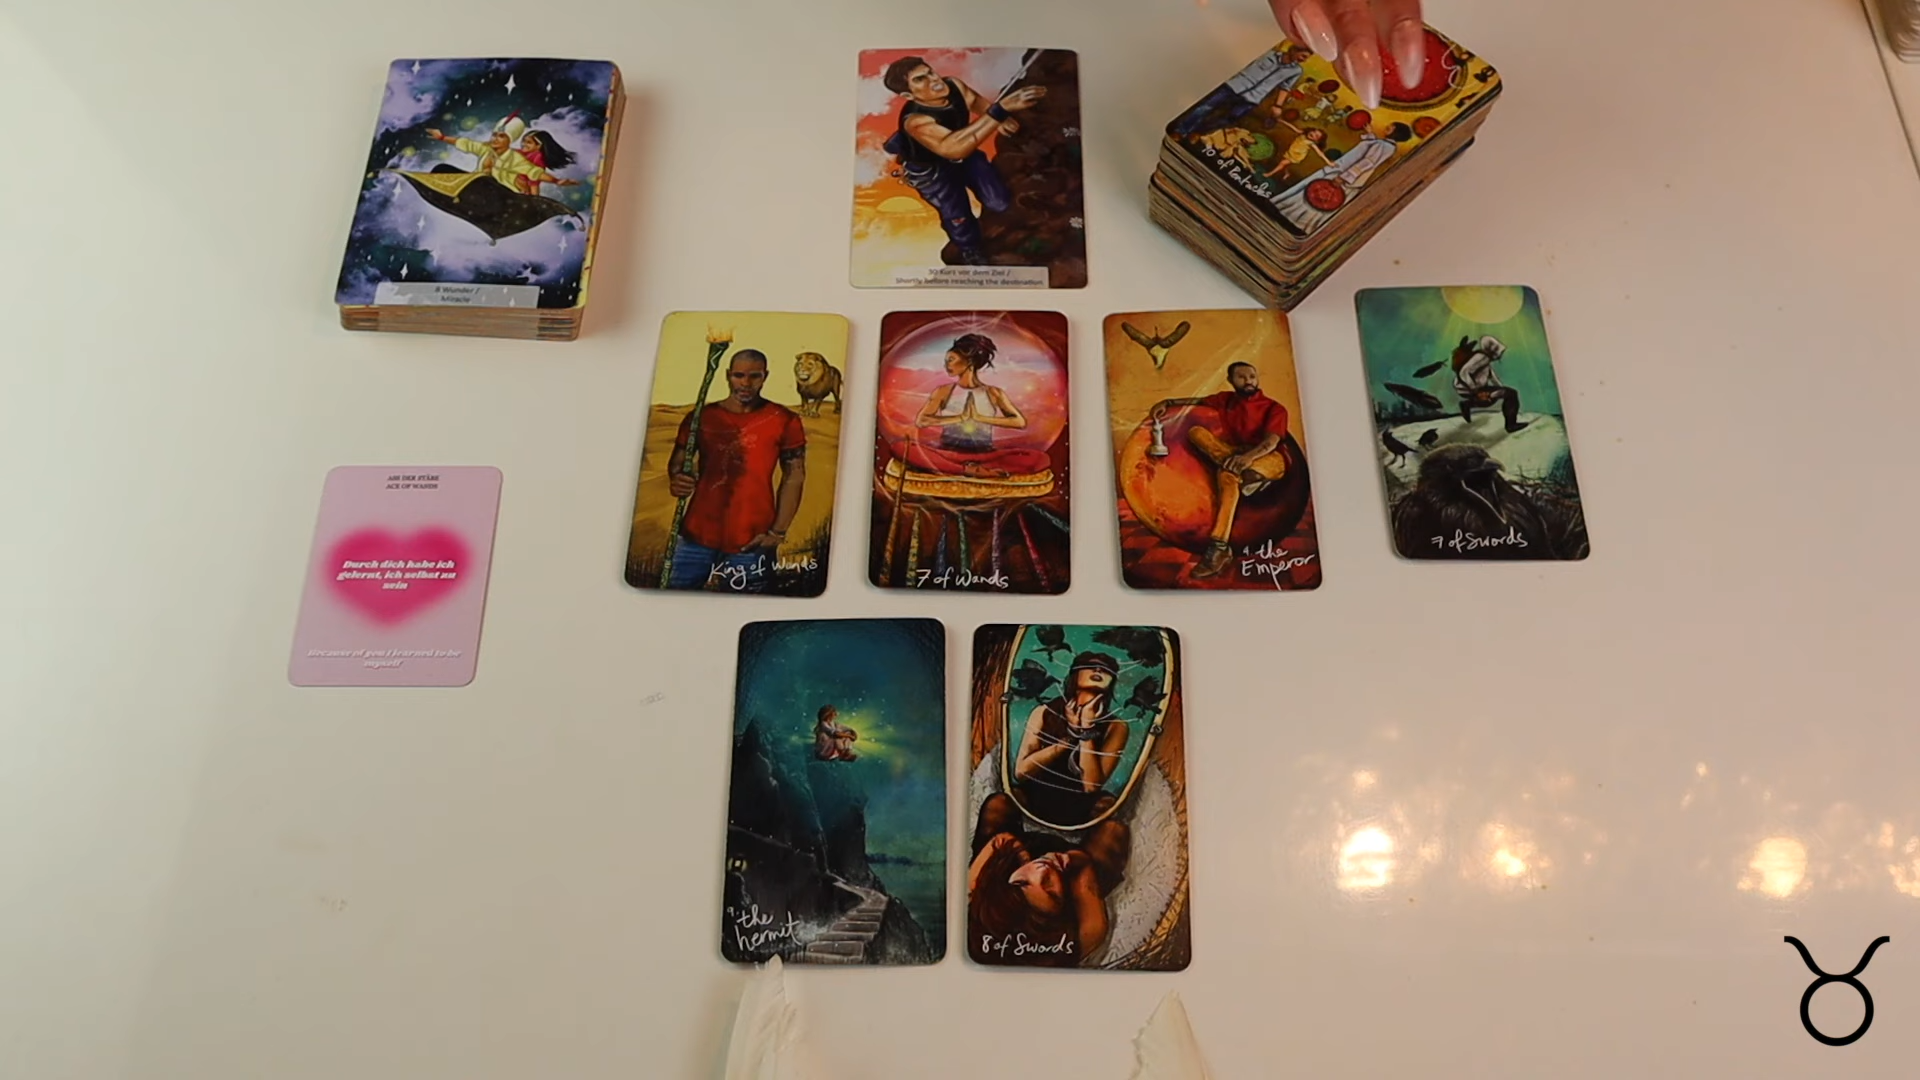 8 Wunder /
Miracle
30 Kurz vor dem Ziel /
Shortly before reaching the destination
10 of Pentacles
King of Wands
7 of Wands
4. the
Emperor
7 of Swords
ASS DER STÄBE
ACE OF WANDS
Durch dich habe ich
gelernt, ich selbst zu
sein
Because of you I learned to be
myself
9. the
hermit
8 of Swords